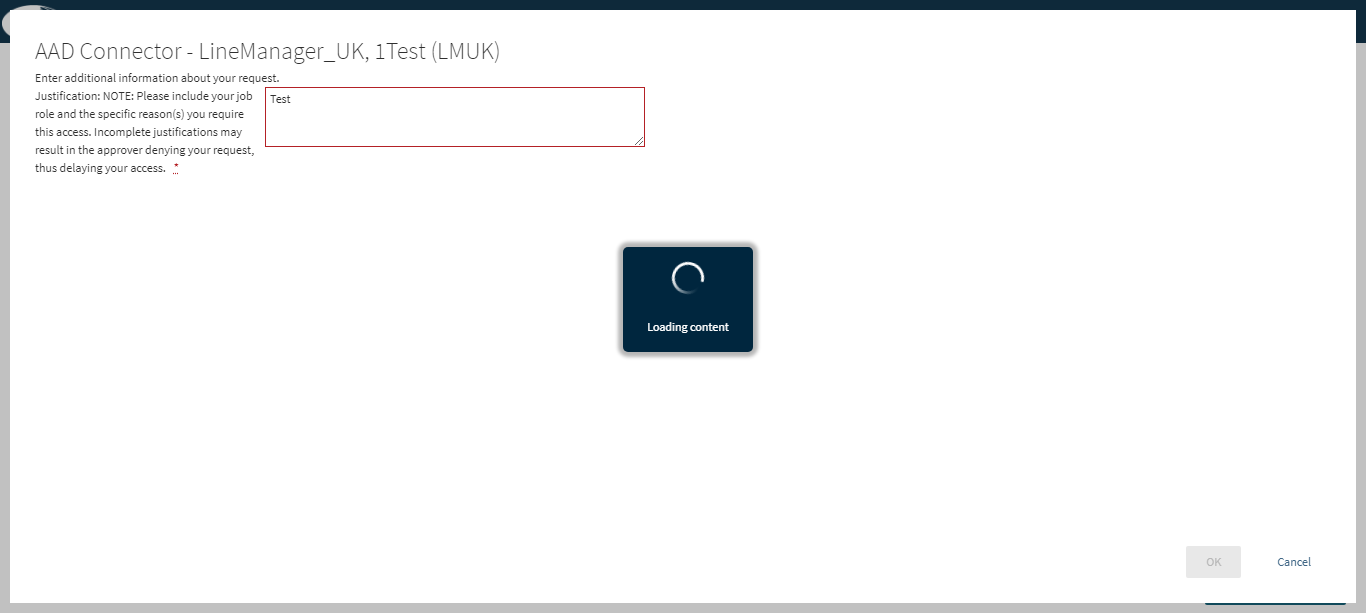 AAD Connector - LineManager_UK, 1Test (LMUK)
Enter additional information about your request.
Justification: NOTE: Please include your job
role and the specific reason(s) you require
this access. Incomplete justifications may
result in the approver denying your request,
thus delaying your access. *
Test
Loading content
OK
Cancel